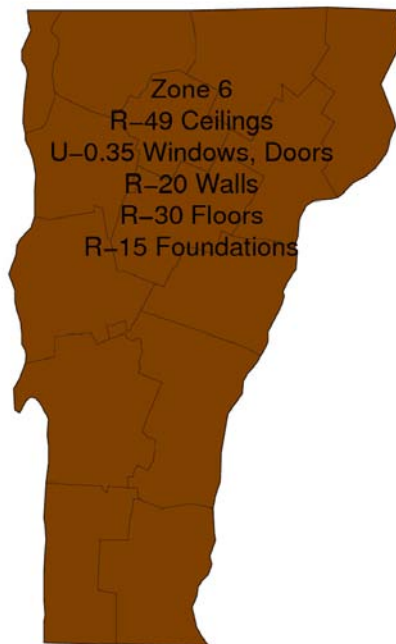 Zone 6
R−49 Ceilings
U−0.35 Windows, Doors
R−20 Walls
R−30 Floors
R−15 Foundations